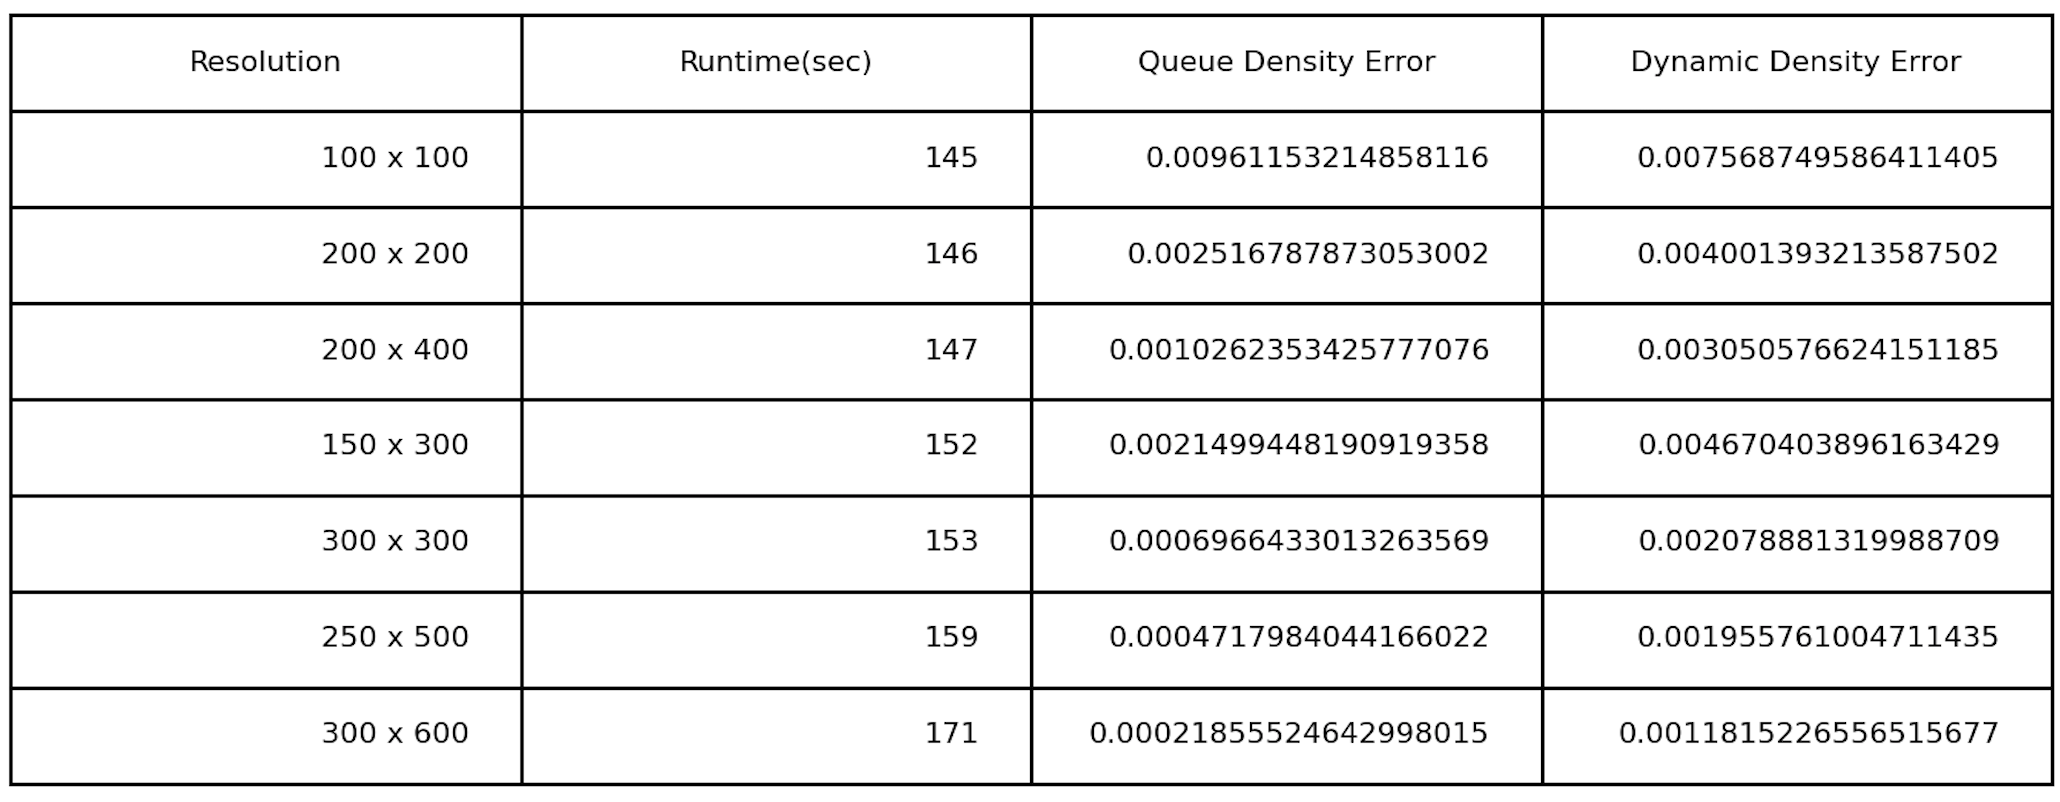 Resolution Runtime(sec) Queue Density Error Dynamic Density Error
100 x 100 145 0.00961153214858116 0.007568749586411405
200 x 200 146 0.002516787873053002 0.004001393213587502
200 x 400 147 0.0010262353425777076 0.003050576624151185
150 x 300 152 0.0021499448190919358 0.004670403896163429
300 x 300 153 0.0006966433013263569 0.002078881319988709
250 x 500 159 0.0004717984044166022 0.001955761004711435
300 x 600 171 0.00021855524642998015 0.0011815226556515677